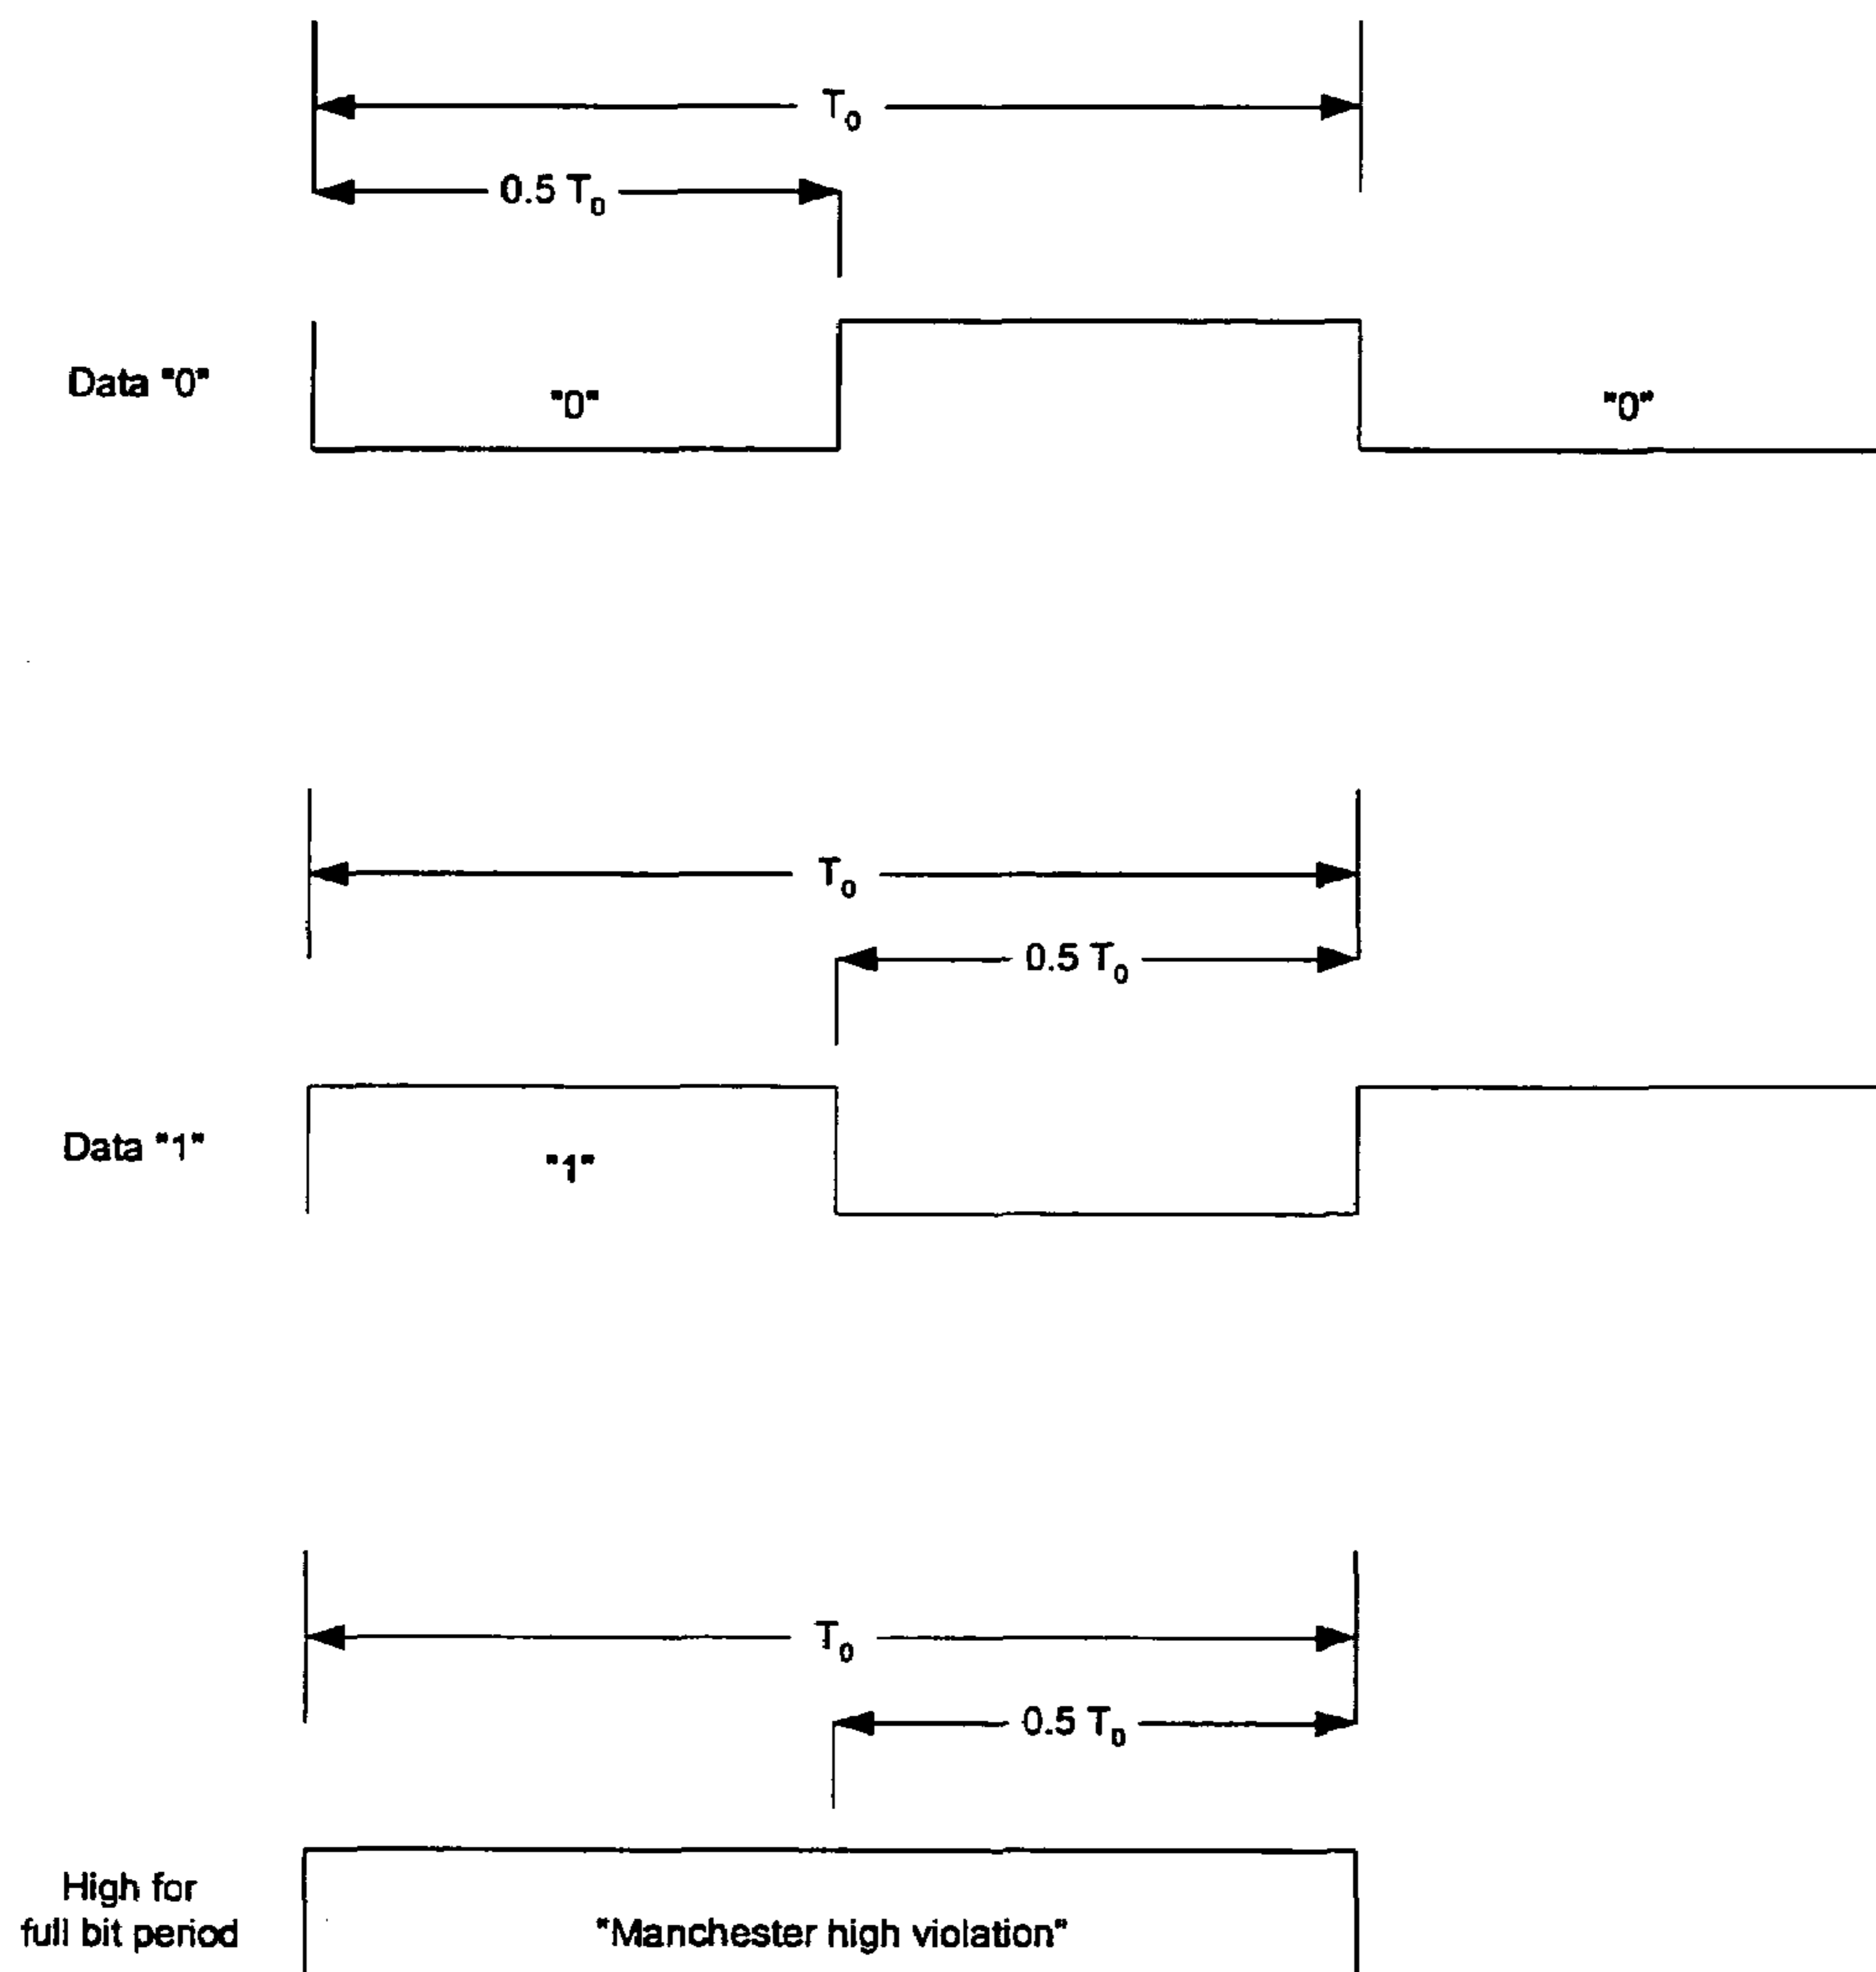 T₀
0.5 T₀
Data "0"
"0"
"0"
T₀
0.5 T₀
Data "1"
"1"
T₀
0.5 T₀
High for
full bit period
"Manchester high violation"